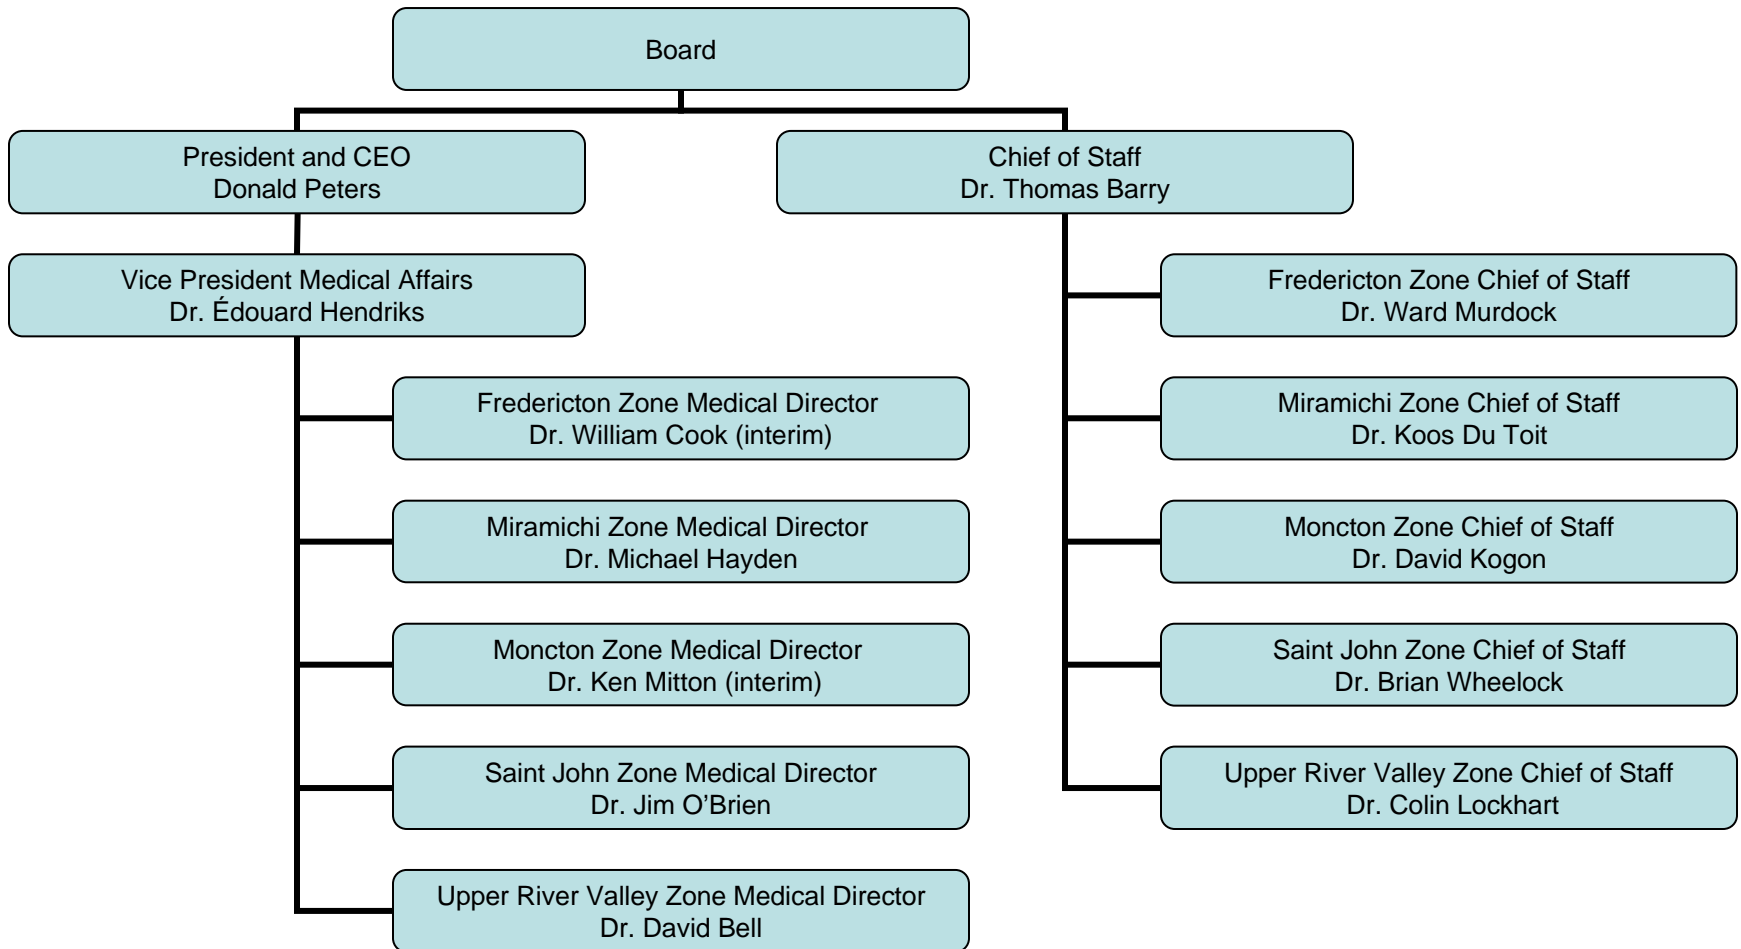 Board
President and CEO
Donald Peters
Chief of Staff
Dr. Thomas Barry
Vice President Medical Affairs
Dr. Édouard Hendriks
Fredericton Zone Medical Director
Dr. William Cook (interim)
Miramichi Zone Medical Director
Dr. Michael Hayden
Moncton Zone Medical Director
Dr. Ken Mitton (interim)
Saint John Zone Medical Director
Dr. Jim O’Brien
Upper River Valley Zone Medical Director
Dr. David Bell
Fredericton Zone Chief of Staff
Dr. Ward Murdock
Miramichi Zone Chief of Staff
Dr. Koos Du Toit
Moncton Zone Chief of Staff
Dr. David Kogon
Saint John Zone Chief of Staff
Dr. Brian Wheelock
Upper River Valley Zone Chief of Staff
Dr. Colin Lockhart